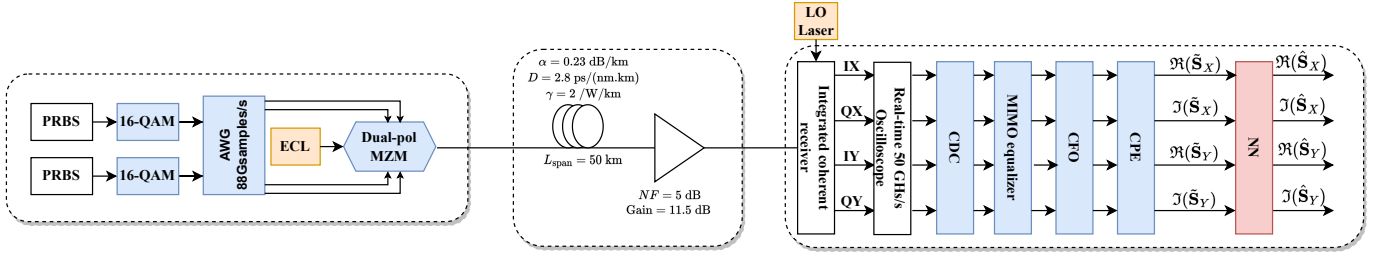 PRBS
16-QAM
PRBS
16-QAM
AWG
88Gsamples/s
ECL
Dual-pol
MZM
α = 0.23 dB/km
D = 2.8 ps/(nm.km)
γ = 2 /W/km
L_span = 50 km
NF = 5 dB
Gain = 11.5 dB
LO
Laser
Integrated coherent
receiver
IX
QX
IY
QY
Real-time 50 GHs/s
Oscilloscope
CDC
MIMO equalizer
CFO
CPE
ℜ(S̃_X)
ℑ(S̃_X)
ℜ(S̃_Y)
ℑ(S̃_Y)
NN
ℜ(Ŝ_X)
ℑ(Ŝ_X)
ℜ(Ŝ_Y)
ℑ(Ŝ_Y)